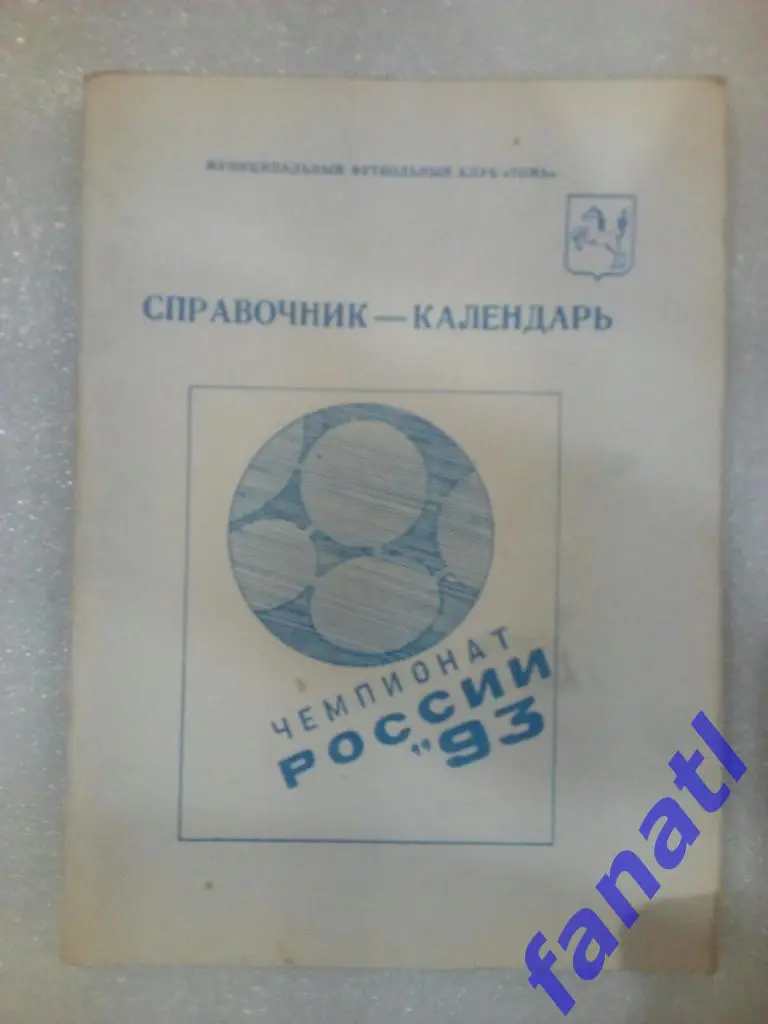 МУНИЦИПАЛЬНЫЙ ФУТБОЛЬНЫЙ КЛУБ «ТОМЬ»
СПРАВОЧНИК — КАЛЕНДАРЬ
ЧЕМПИОНАТ
РОССИИ
"93
fanatl